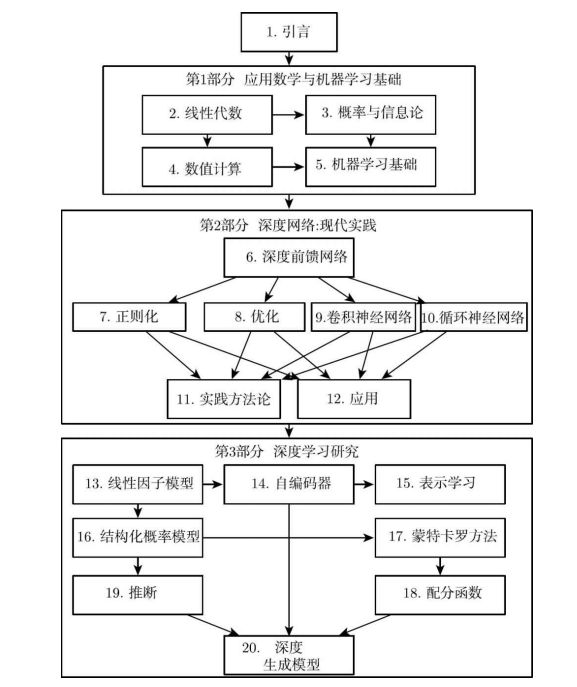 1. 引言
第1部分 应用数学与机器学习基础
2. 线性代数
3. 概率与信息论
4. 数值计算
5. 机器学习基础
第2部分 深度网络:现代实践
6. 深度前馈网络
7. 正则化
8. 优化
9.卷积神经网络
10.循环神经网络
11. 实践方法论
12. 应用
第3部分 深度学习研究
13. 线性因子模型
14. 自编码器
15. 表示学习
16. 结构化概率模型
17. 蒙特卡罗方法
19. 推断
18. 配分函数
20. 深度
生成模型